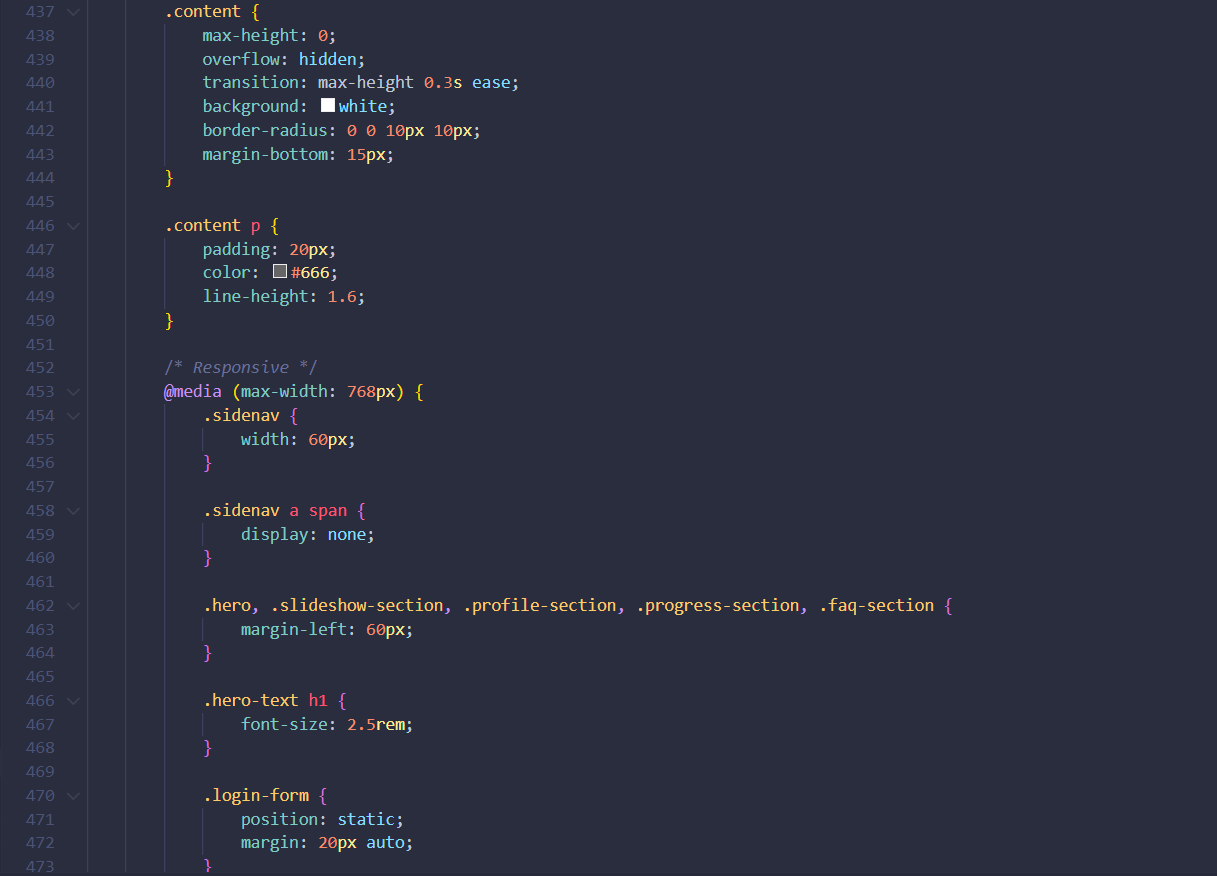 437 .content {
438 max-height: 0;
439 overflow: hidden;
440 transition: max-height 0.3s ease;
441 background: white;
442 border-radius: 0 0 10px 10px;
443 margin-bottom: 15px;
444 }
445
446 .content p {
447 padding: 20px;
448 color: #666;
449 line-height: 1.6;
450 }
451
452 /* Responsive */
453 @media (max-width: 768px) {
454 .sidenav {
455 width: 60px;
456 }
457
458 .sidenav a span {
459 display: none;
460 }
461
462 .hero, .slideshow-section, .profile-section, .progress-section, .faq-section {
463 margin-left: 60px;
464 }
465
466 .hero-text h1 {
467 font-size: 2.5rem;
468 }
469
470 .login-form {
471 position: static;
472 margin: 20px auto;
473 }